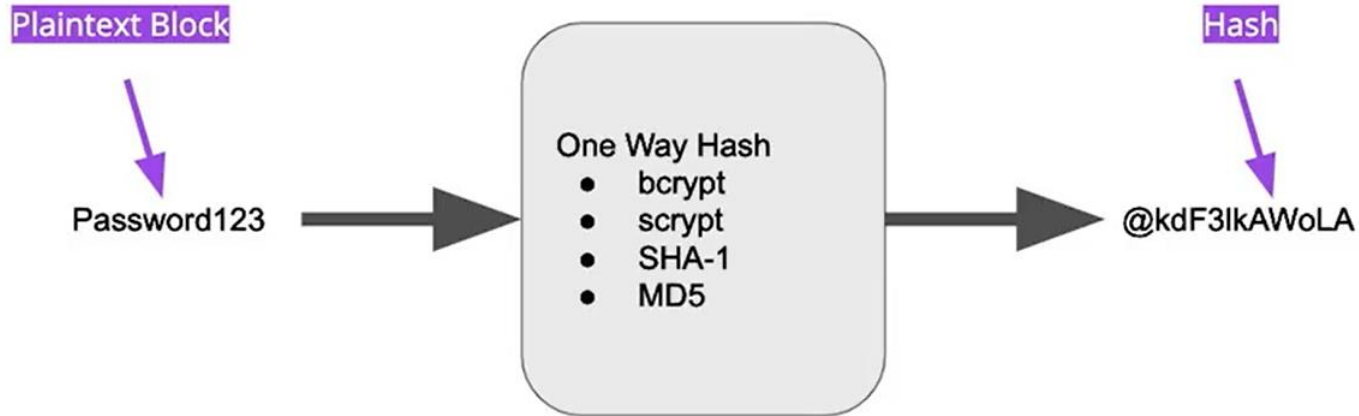 Plaintext Block
Hash
Password123
One Way Hash
● bcrypt
● scrypt
● SHA-1
● MD5
@kdF3lkAWoLA